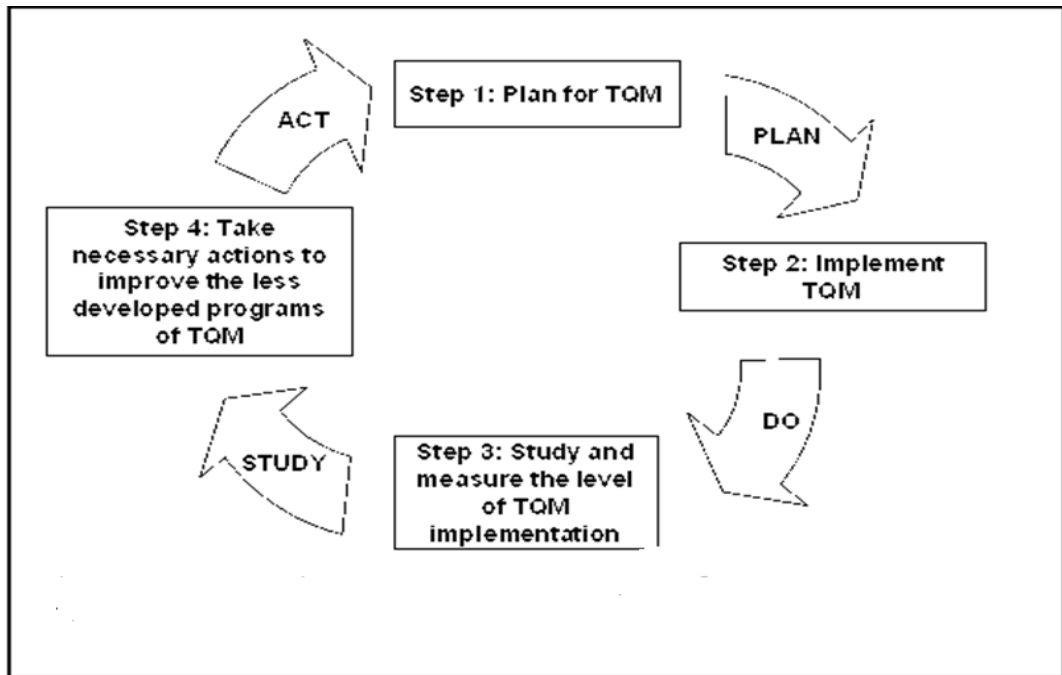 Step 1: Plan for TQM
PLAN
Step 2: Implement
TQM
DO
Step 3: Study and
measure the level
of TQM
implementation
STUDY
Step 4: Take
necessary actions to
improve the less
developed programs
of TQM
ACT